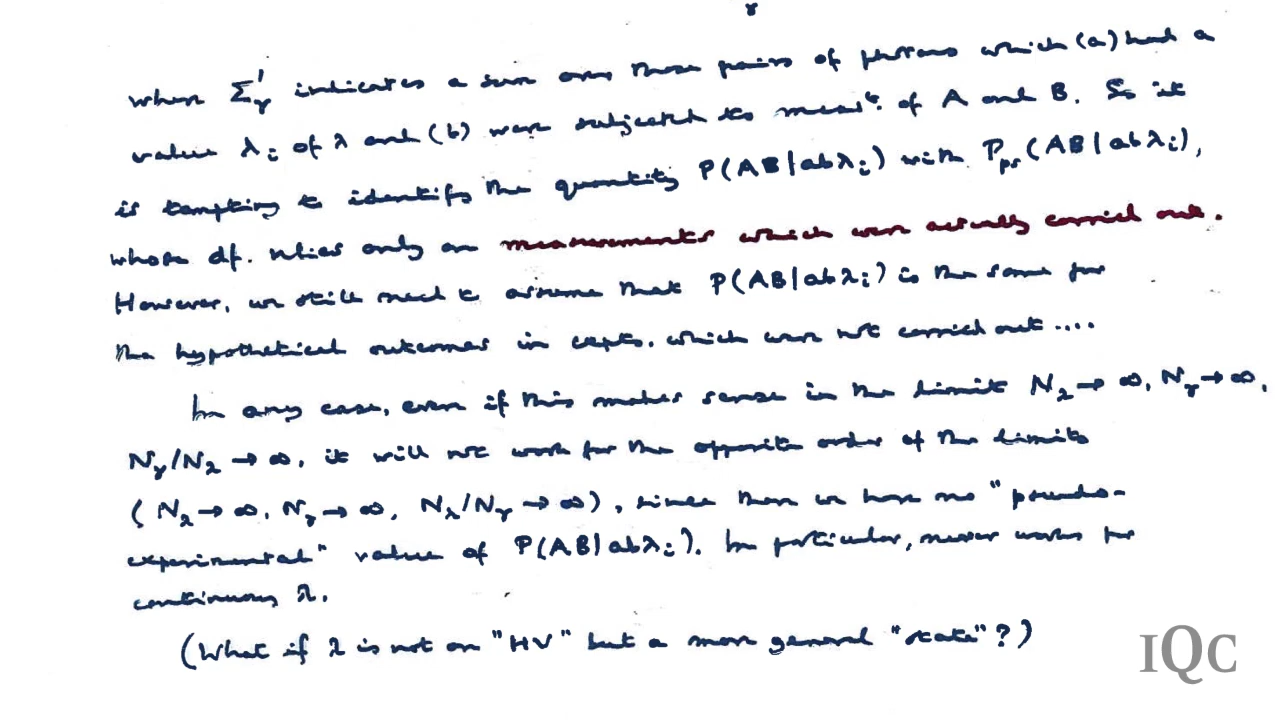 γ
where Σ'γ indicates a sum over those pairs of photons which (a) had a
value λi of λ and (b) were subjected to meast. of A and B. So it
is tempting to identify the quantity P(AB|abλi) with Pps(AB|abλi),
whose df. relies only on measurements which were actually carried out.
However, we still need to assume that P(AB|abλi) is the same for
the hypothetical outcomes in expts. which were not carried out....
In any case, even if this makes sense in the limit Nλ→∞, Nγ→∞,
Nγ/Nλ→∞, it will not work for the opposite order of the limits
(Nλ→∞, Nγ→∞, Nλ/Nγ→∞), since then we have no "pseudo-
experimental" value of P(AB|abλi). In particular, never works for
continuous λ.
(What if λ is not an "HV" but a more general "state"?)
IQC